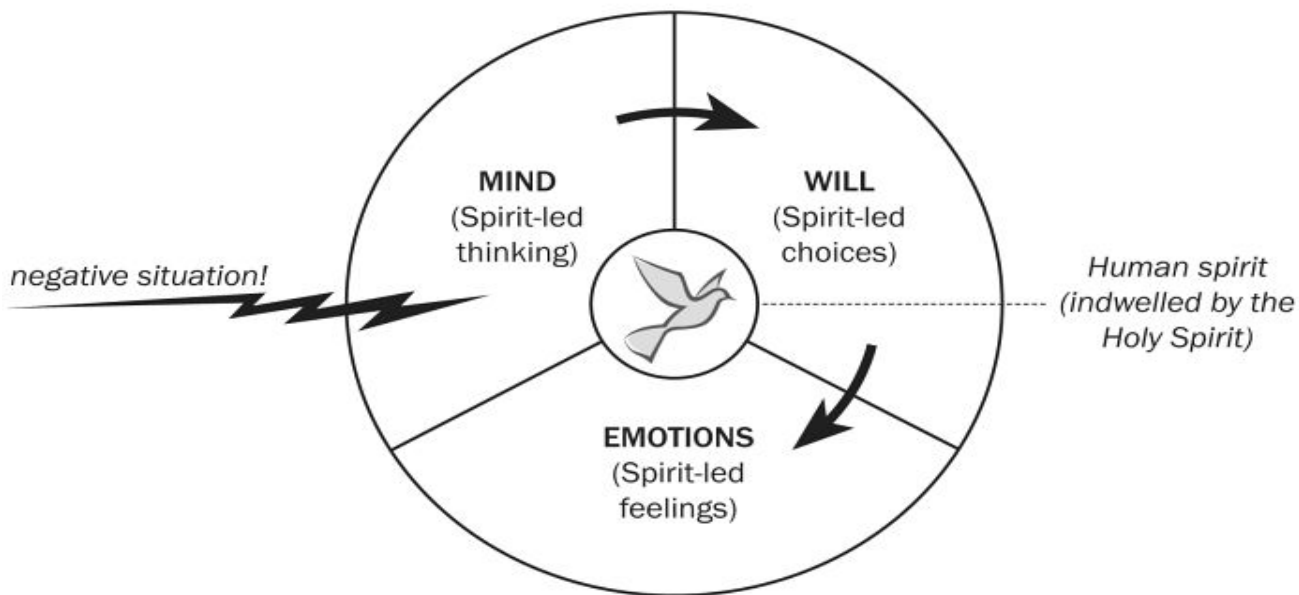 MIND
(Spirit-led
thinking)
WILL
(Spirit-led
choices)
negative situation!
Human spirit
(indwelled by the
Holy Spirit)
EMOTIONS
(Spirit-led
feelings)